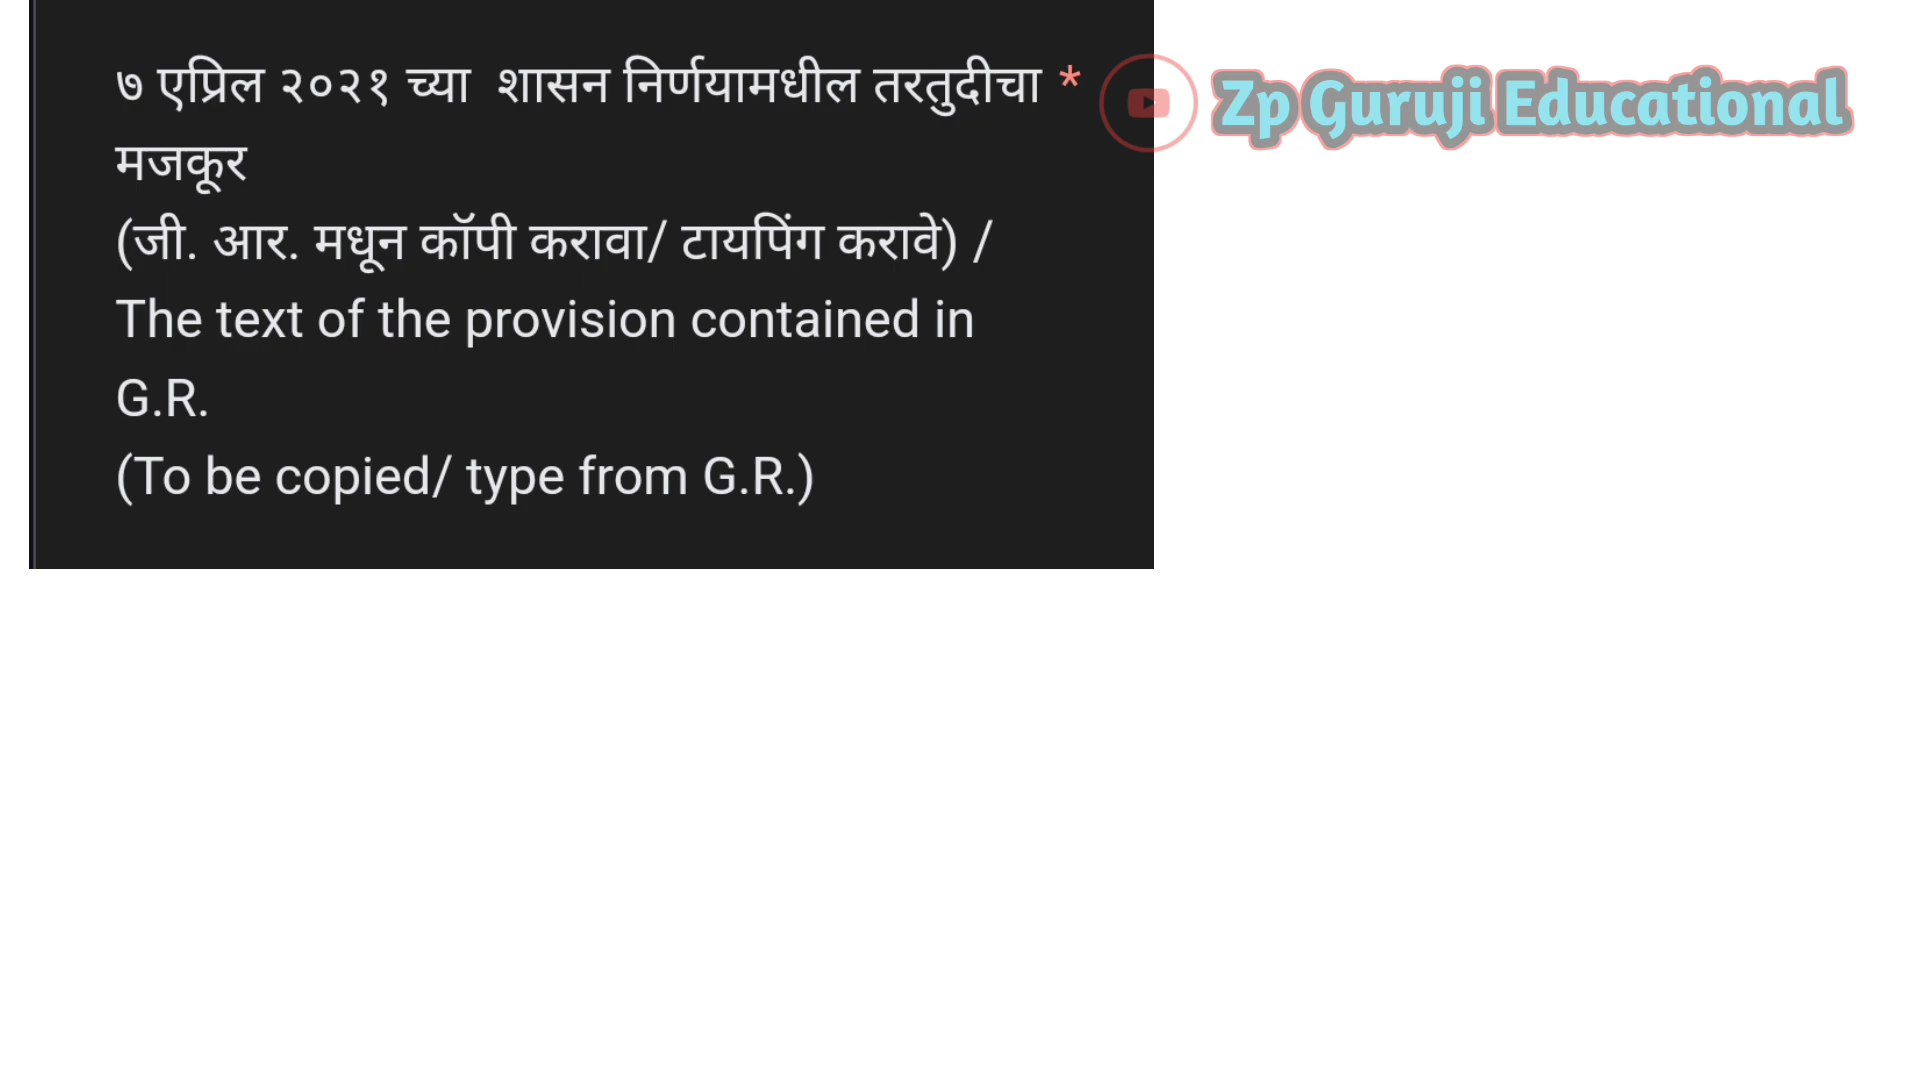 ७ एप्रिल २०२१ च्या शासन निर्णयामधील तरतुदीचा *
मजकूर
(जी. आर. मधून कॉपी करावा/ टायपिंग करावे) /
The text of the provision contained in
G.R.
(To be copied/ type from G.R.)
Zp Guruji Educational